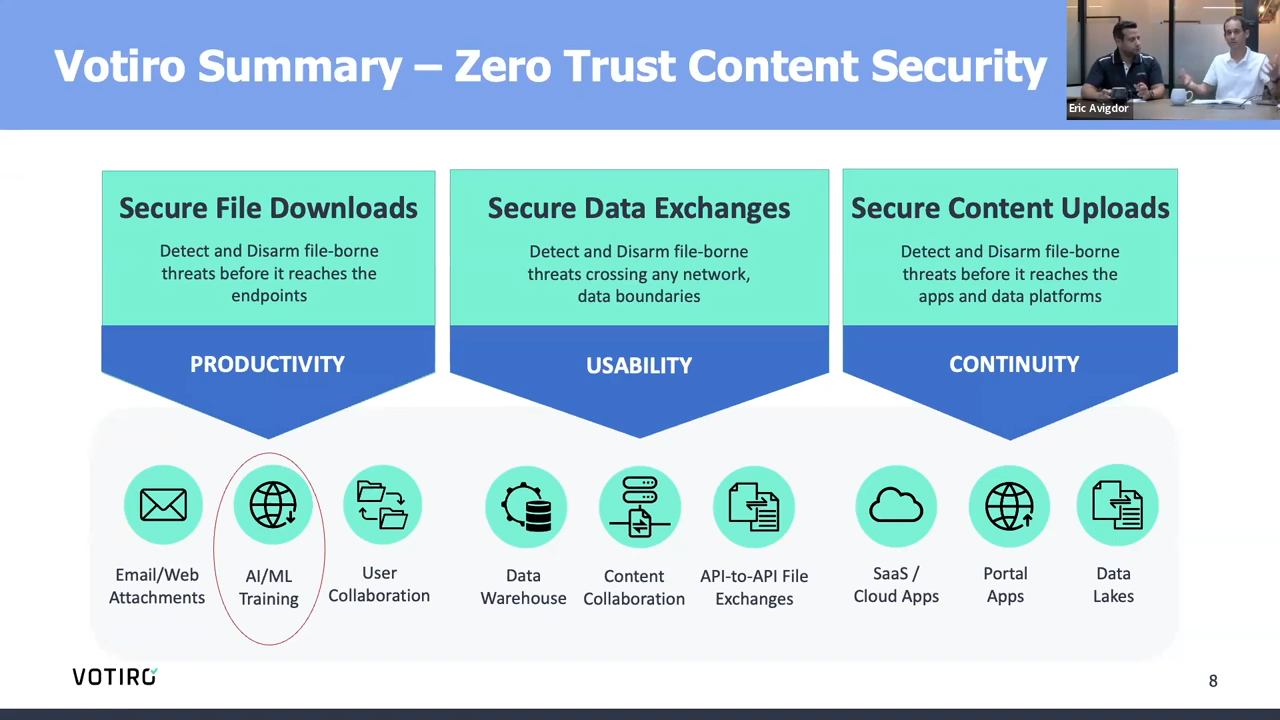 Votiro Summary – Zero Trust Content Security
Eric Avigdor
Secure File Downloads
Detect and Disarm file-borne
threats before it reaches the
endpoints
PRODUCTIVITY
Secure Data Exchanges
Detect and Disarm file-borne
threats crossing any network,
data boundaries
USABILITY
Secure Content Uploads
Detect and Disarm file-borne
threats before it reaches the
apps and data platforms
CONTINUITY
Email/Web
Attachments
AI/ML
Training
User
Collaboration
Data
Warehouse
Content
Collaboration
API-to-API File
Exchanges
SaaS /
Cloud Apps
Portal
Apps
Data
Lakes
VOTIRO
8